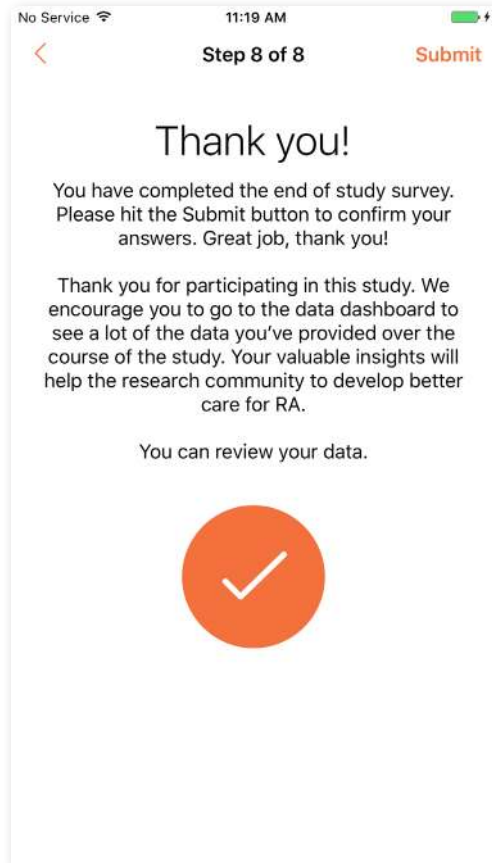 No Service 11:19 AM
Step 8 of 8 Submit
Thank you!
You have completed the end of study survey.
Please hit the Submit button to confirm your
answers. Great job, thank you!
Thank you for participating in this study. We
encourage you to go to the data dashboard to
see a lot of the data you’ve provided over the
course of the study. Your valuable insights will
help the research community to develop better
care for RA.
You can review your data.